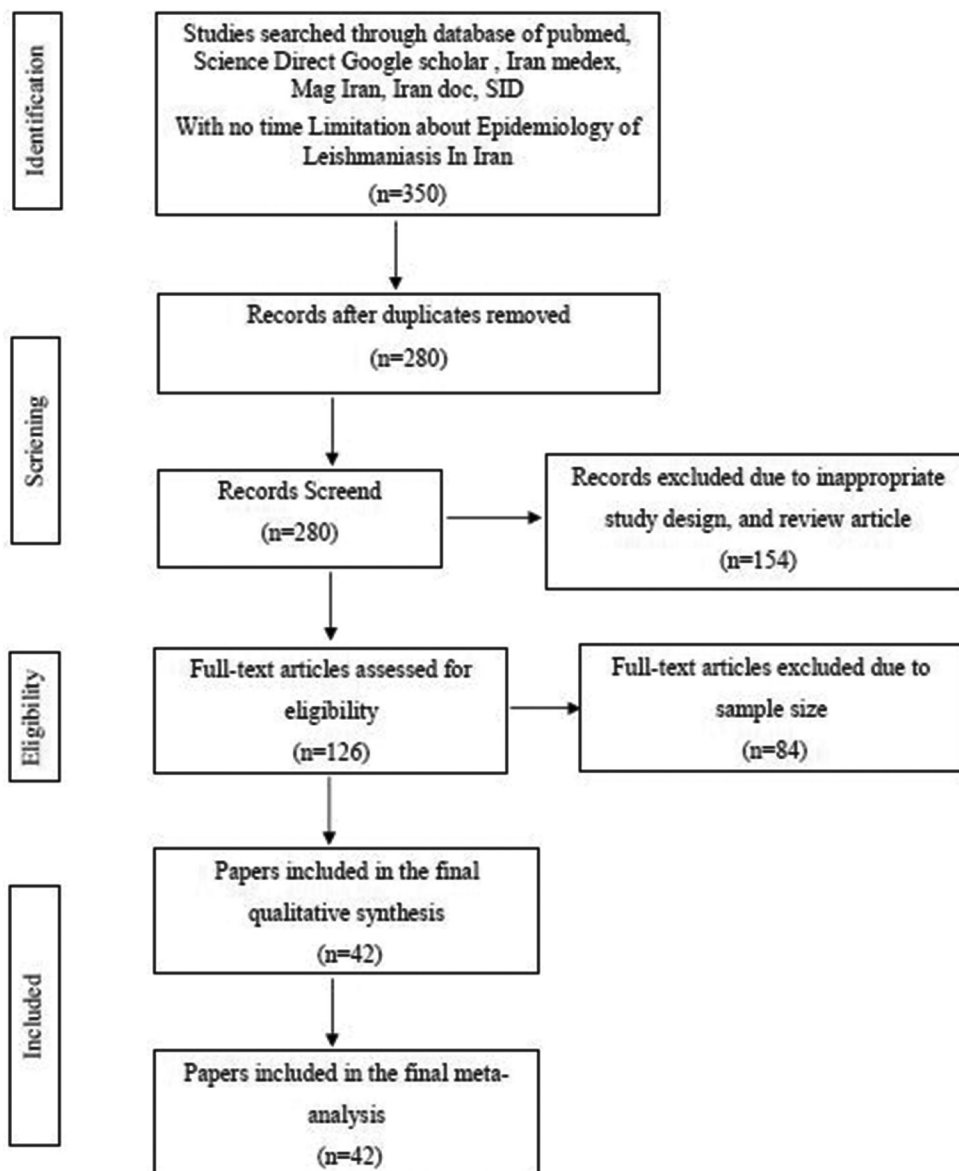 Identification
Studies searched through database of pubmed,
Science Direct Google scholar , Iran medex,
Mag Iran, Iran doc, SID
With no time Limitation about Epidemiology of
Leishmaniasis In Iran
(n=350)
Records after duplicates removed
(n=280)
Scriening
Records Screend
(n=280)
Records excluded due to inappropriate
study design, and review article
(n=154)
Eligibility
Full-text articles assessed for
eligibility
(n=126)
Full-text articles excluded due to
sample size
(n=84)
Included
Papers included in the final
qualitative synthesis
(n=42)
Papers included in the final meta-
analysis
(n=42)